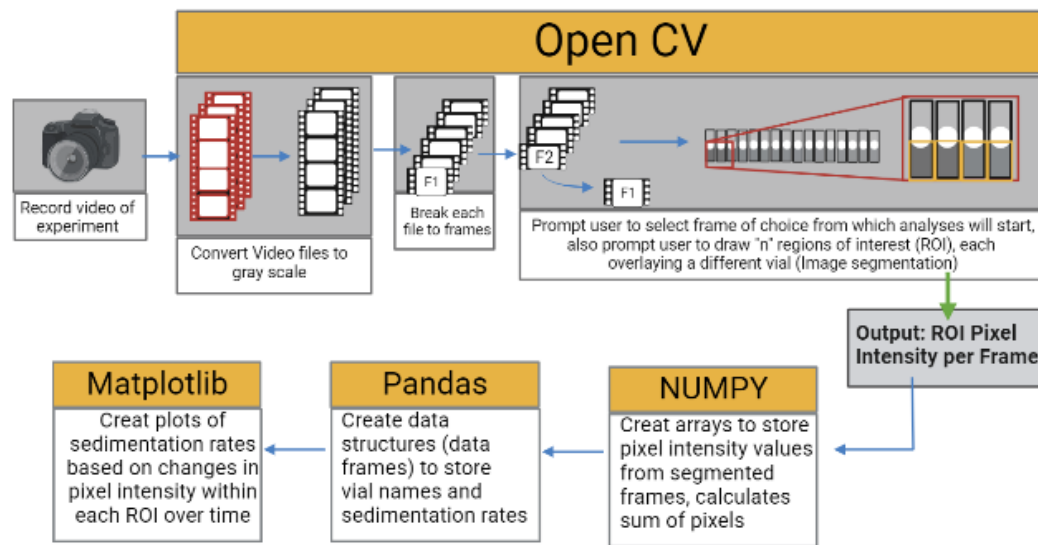 Open CV
Record video of
experiment
Convert Video files to
gray scale
F1
Break each
file to frames
F2
F1
Prompt user to select frame of choice from which analyses will start,
also prompt user to draw "n" regions of interest (ROI), each
overlaying a different vial (Image segmentation)
Output: ROI Pixel
Intensity per Frame
NUMPY
Creat arrays to store
pixel intensity values
from segmented
frames, calculates
sum of pixels
Pandas
Create data
structures (data
frames) to store
vial names and
sedimentation rates
Matplotlib
Creat plots of
sedimentation rates
based on changes in
pixel intensity within
each ROI over time